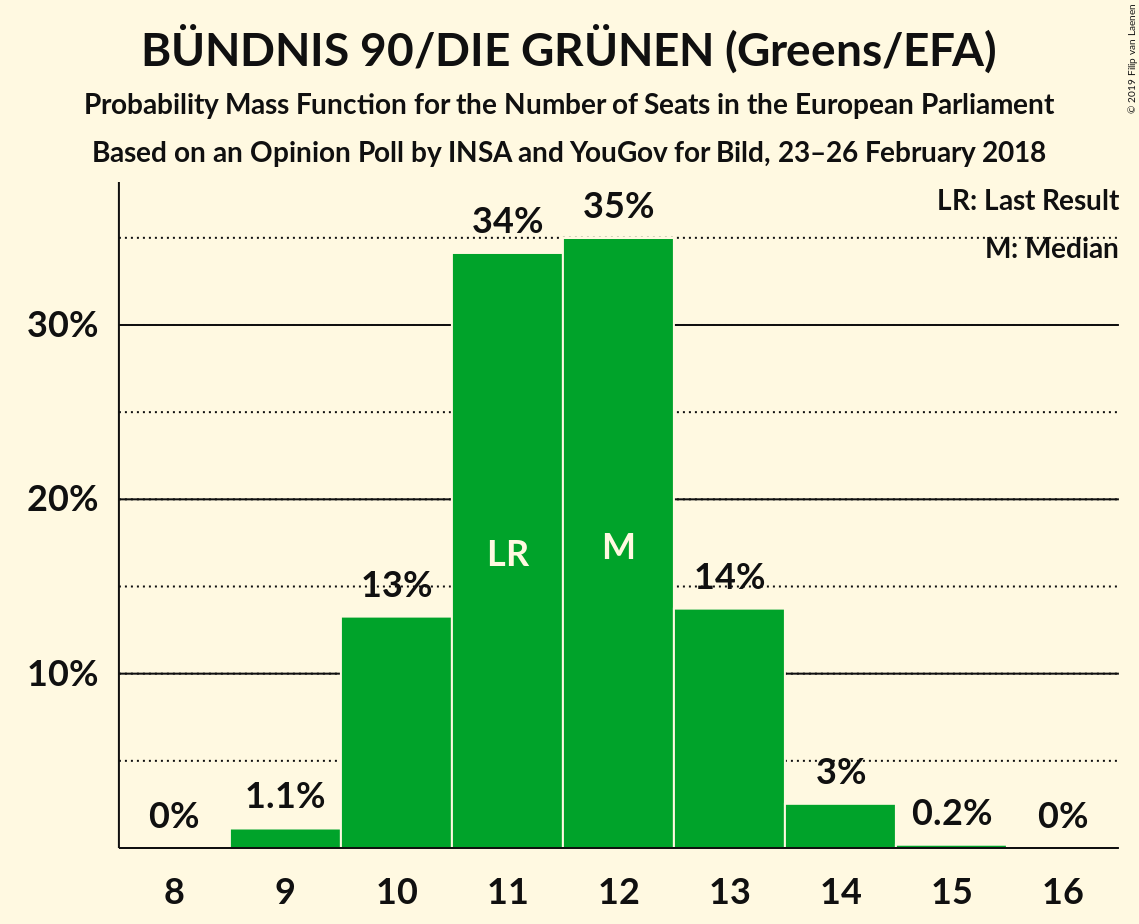 BÜNDNIS 90/DIE GRÜNEN (Greens/EFA)
Probability Mass Function for the Number of Seats in the European Parliament
Based on an Opinion Poll by INSA and YouGov for Bild, 23–26 February 2018
© 2019 Filip van Laenen
LR: Last Result
M: Median
34%
35%
30%
20%
10%
LR
M
13%
14%
0%
1.1%
3%
0.2%
0%
8
9
10
11
12
13
14
15
16